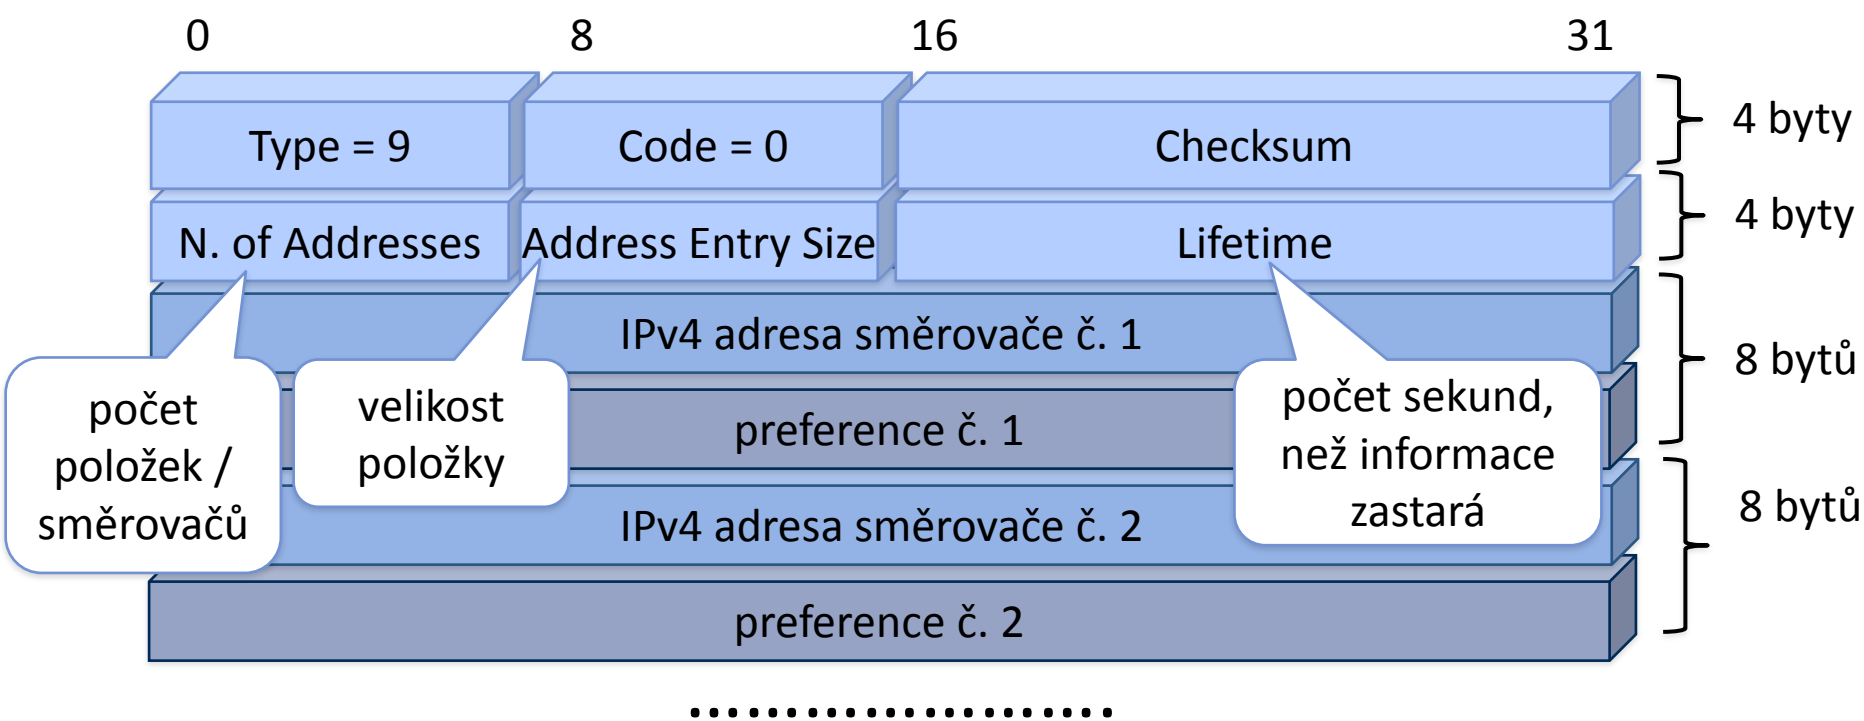 0 8 16 31
Type = 9 Code = 0 Checksum 4 byty
N. of Addresses Address Entry Size Lifetime 4 byty
IPv4 adresa směrovače č. 1
8 bytů
preference č. 1
počet
položek /
směrovačů
velikost
položky
počet sekund,
než informace
zastará
IPv4 adresa směrovače č. 2
8 bytů
preference č. 2
......................